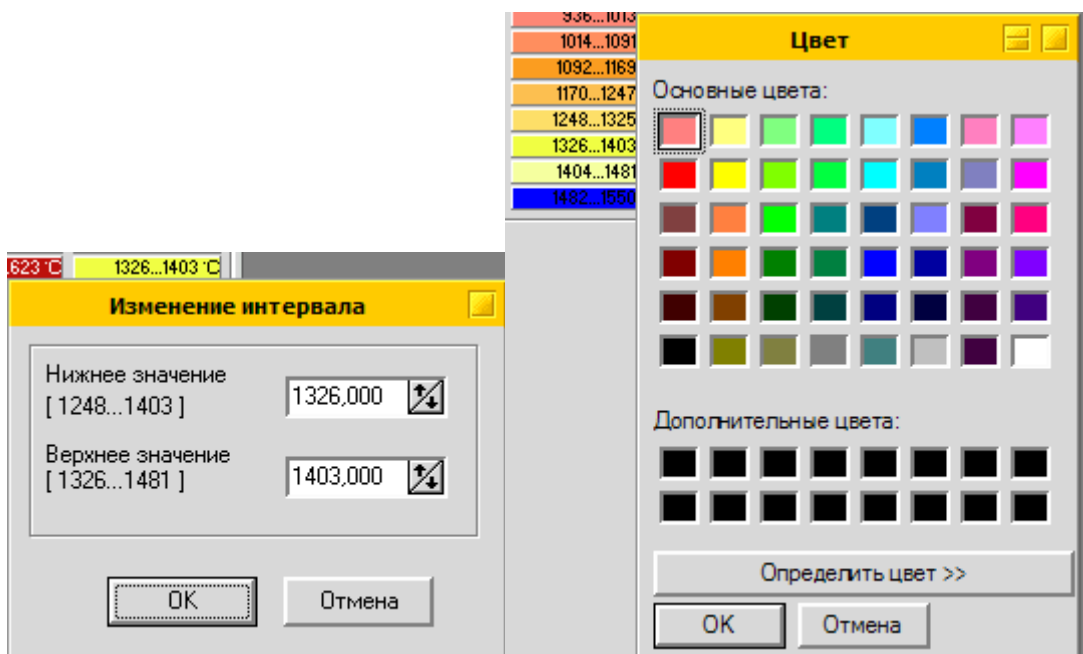 936...1013
1014...1091
1092...1169
1170...1247
1248...1325
1326...1403
1404...1481
1482...1550
Цвет
Основные цвета:
Дополнительные цвета:
Определить цвет >>
OK
Отмена
623 °C
1326...1403 °C
Изменение интервала
Нижнее значение
[ 1248...1403 ]
1326,000
Верхнее значение
[ 1326...1481 ]
1403,000
OK
Отмена